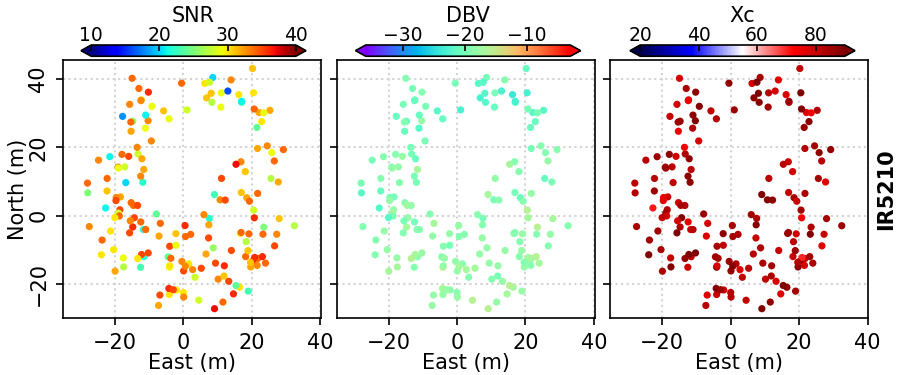 SNR DBV Xc
10 20 30 40 −30 −20 −10 20 40 60 80
40
20
0
−20
North (m)
IR5210
−20 0 20 40 −20 0 20 40 −20 0 20 40
East (m) East (m) East (m)